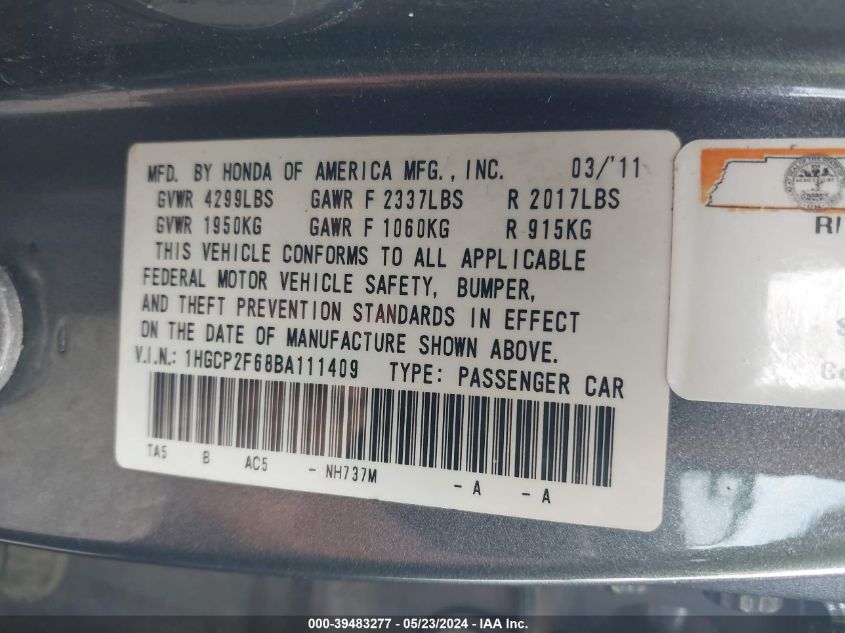 MFD. BY HONDA OF AMERICA MFG., INC. 03/'11
GVWR 4299LBS GAWR F 2337LBS R 2017LBS
GVWR 1950KG GAWR F 1060KG R 915KG
THIS VEHICLE CONFORMS TO ALL APPLICABLE
FEDERAL MOTOR VEHICLE SAFETY, BUMPER,
AND THEFT PREVENTION STANDARDS IN EFFECT
ON THE DATE OF MANUFACTURE SHOWN ABOVE.
V.I.N.: 1HGCP2F68BA111409 TYPE: PASSENGER CAR
TA5 B AC5 - NH737M - A - A
000-39483277 - 05/23/2024 - © IAA Holdings, LLC